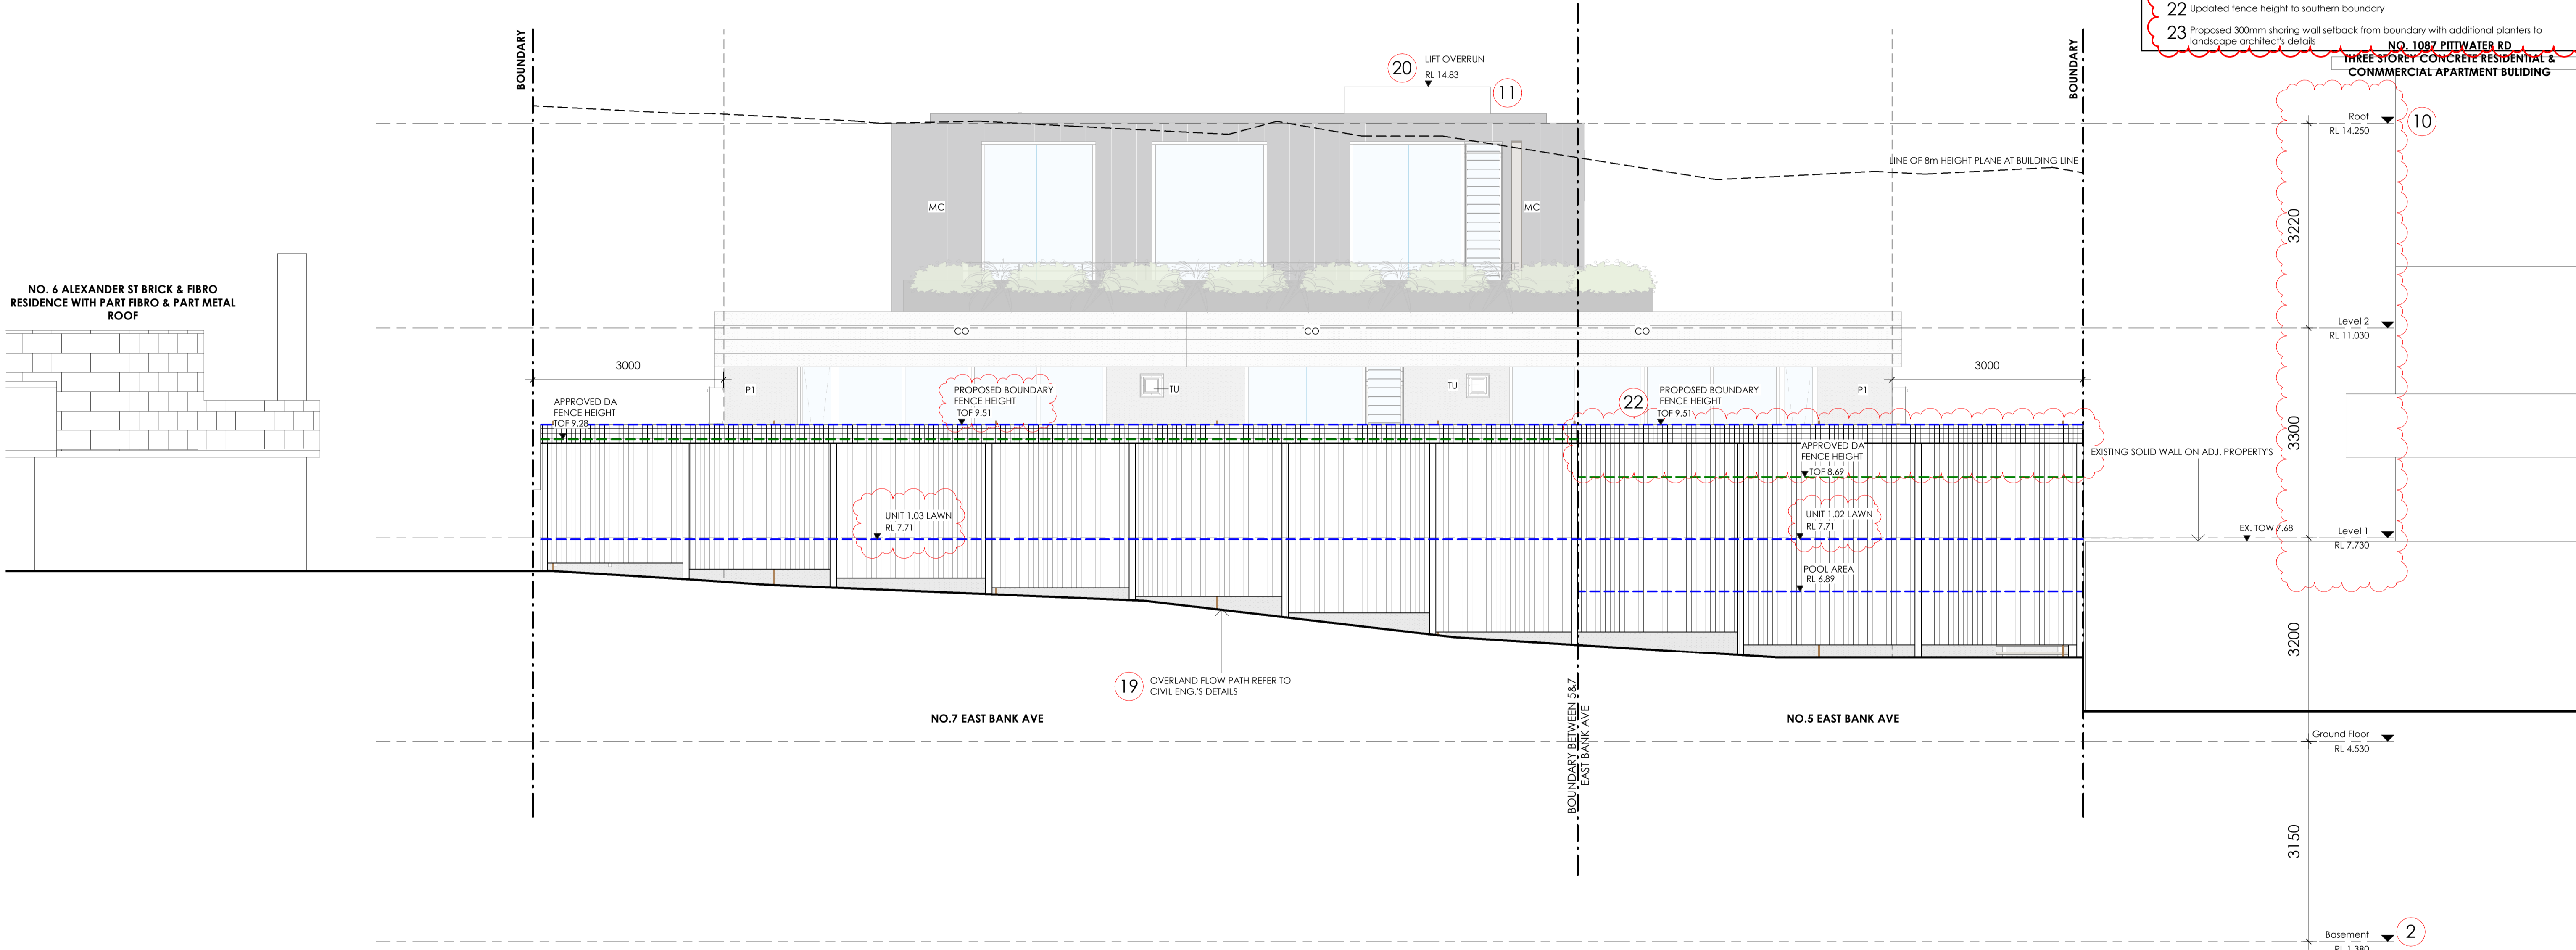 22 Updated fence height to southern boundary
23 Proposed 300mm shoring wall setback from boundary with additional planters to
landscape architect's details
NO. 1087 PITTWATER RD
THREE STOREY CONCRETE RESIDENTIAL &
CONMMERCIAL APARTMENT BULIDING
BOUNDARY
BOUNDARY
20
LIFT OVERRUN
RL 14.83
11
Roof
RL 14.250
10
LINE OF 8m HEIGHT PLANE AT BUILDING LINE
MC
MC
3220
NO. 6 ALEXANDER ST BRICK & FIBRO
RESIDENCE WITH PART FIBRO & PART METAL
ROOF
CO
CO
CO
Level 2
RL 11.030
3000
3000
P1
TU
TU
P1
APPROVED DA
FENCE HEIGHT
TOF 9.28
PROPOSED BOUNDARY
FENCE HEIGHT
TOF 9.51
22
PROPOSED BOUNDARY
FENCE HEIGHT
TOF 9.51
3300
APPROVED DA
FENCE HEIGHT
TOF 8.69
EXISTING SOLID WALL ON ADJ. PROPERTY'S
UNIT 1.03 LAWN
RL 7.71
UNIT 1.02 LAWN
RL 7.71
EX. TOW 7.68
Level 1
RL 7.730
POOL AREA
RL 6.89
3200
19
OVERLAND FLOW PATH REFER TO
CIVIL ENG.'S DETAILS
NO.7 EAST BANK AVE
BOUNDARY BETWEEN 5&7
EAST BANK AVE
NO.5 EAST BANK AVE
Ground Floor
RL 4.530
3150
Basement
RL 1.380
2